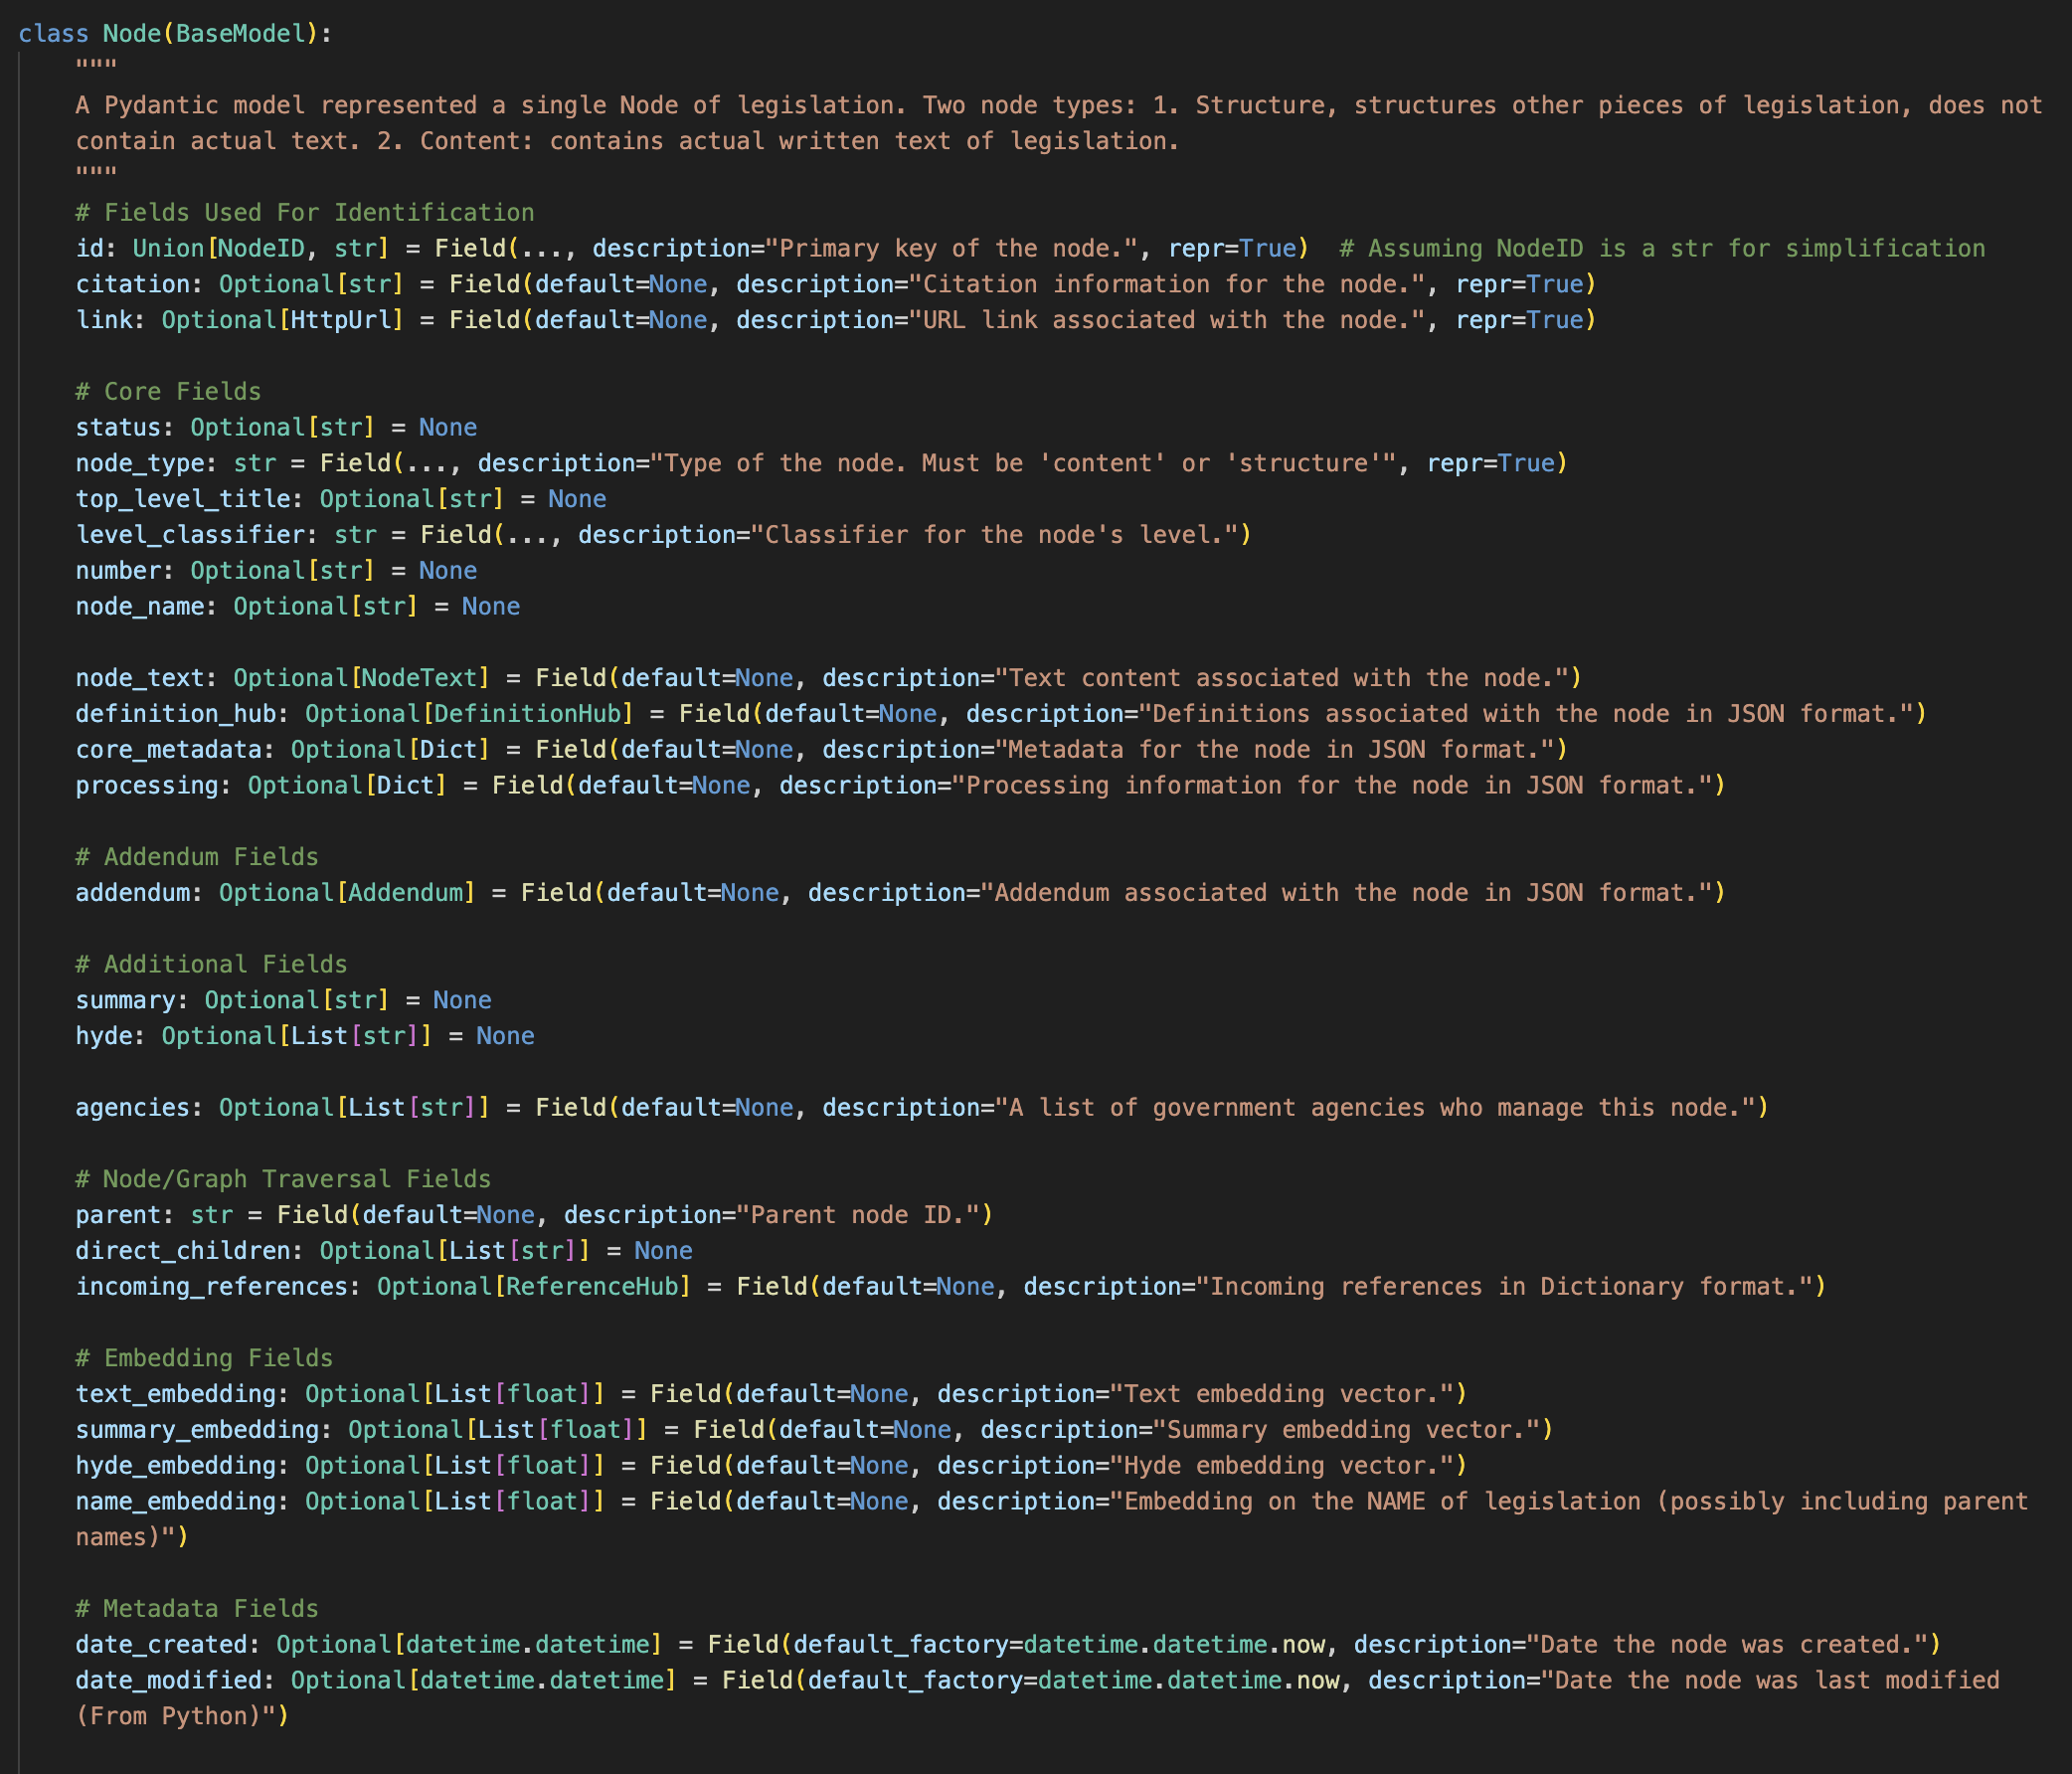 class Node(BaseModel):
    """
    A Pydantic model represented a single Node of legislation. Two node types: 1. Structure, structures other pieces of legislation, does not
    contain actual text. 2. Content: contains actual written text of legislation.
    """
    # Fields Used For Identification
    id: Union[NodeID, str] = Field(..., description="Primary key of the node.", repr=True)  # Assuming NodeID is a str for simplification
    citation: Optional[str] = Field(default=None, description="Citation information for the node.", repr=True)
    link: Optional[HttpUrl] = Field(default=None, description="URL link associated with the node.", repr=True)

    # Core Fields
    status: Optional[str] = None
    node_type: str = Field(..., description="Type of the node. Must be 'content' or 'structure'", repr=True)
    top_level_title: Optional[str] = None
    level_classifier: str = Field(..., description="Classifier for the node's level.")
    number: Optional[str] = None
    node_name: Optional[str] = None

    node_text: Optional[NodeText] = Field(default=None, description="Text content associated with the node.")
    definition_hub: Optional[DefinitionHub] = Field(default=None, description="Definitions associated with the node in JSON format.")
    core_metadata: Optional[Dict] = Field(default=None, description="Metadata for the node in JSON format.")
    processing: Optional[Dict] = Field(default=None, description="Processing information for the node in JSON format.")

    # Addendum Fields
    addendum: Optional[Addendum] = Field(default=None, description="Addendum associated with the node in JSON format.")

    # Additional Fields
    summary: Optional[str] = None
    hyde: Optional[List[str]] = None

    agencies: Optional[List[str]] = Field(default=None, description="A list of government agencies who manage this node.")

    # Node/Graph Traversal Fields
    parent: str = Field(default=None, description="Parent node ID.")
    direct_children: Optional[List[str]] = None
    incoming_references: Optional[ReferenceHub] = Field(default=None, description="Incoming references in Dictionary format.")

    # Embedding Fields
    text_embedding: Optional[List[float]] = Field(default=None, description="Text embedding vector.")
    summary_embedding: Optional[List[float]] = Field(default=None, description="Summary embedding vector.")
    hyde_embedding: Optional[List[float]] = Field(default=None, description="Hyde embedding vector.")
    name_embedding: Optional[List[float]] = Field(default=None, description="Embedding on the NAME of legislation (possibly including parent
    names)")

    # Metadata Fields
    date_created: Optional[datetime.datetime] = Field(default_factory=datetime.datetime.now, description="Date the node was created.")
    date_modified: Optional[datetime.datetime] = Field(default_factory=datetime.datetime.now, description="Date the node was last modified
    (From Python)")